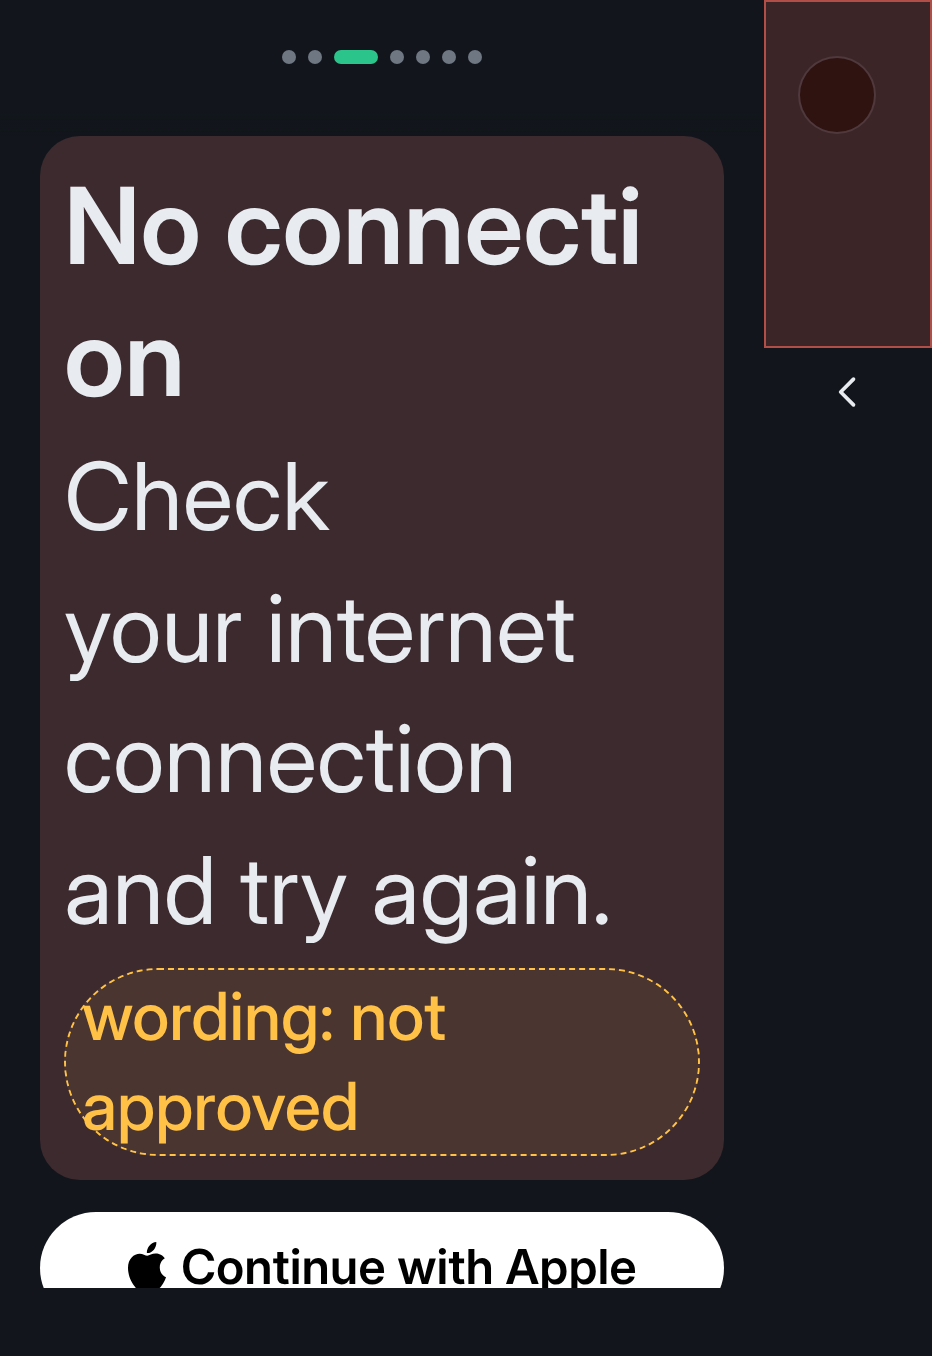 No connecti
on
Check
your internet
connection
and try again.
wording: not
approved
Continue with Apple